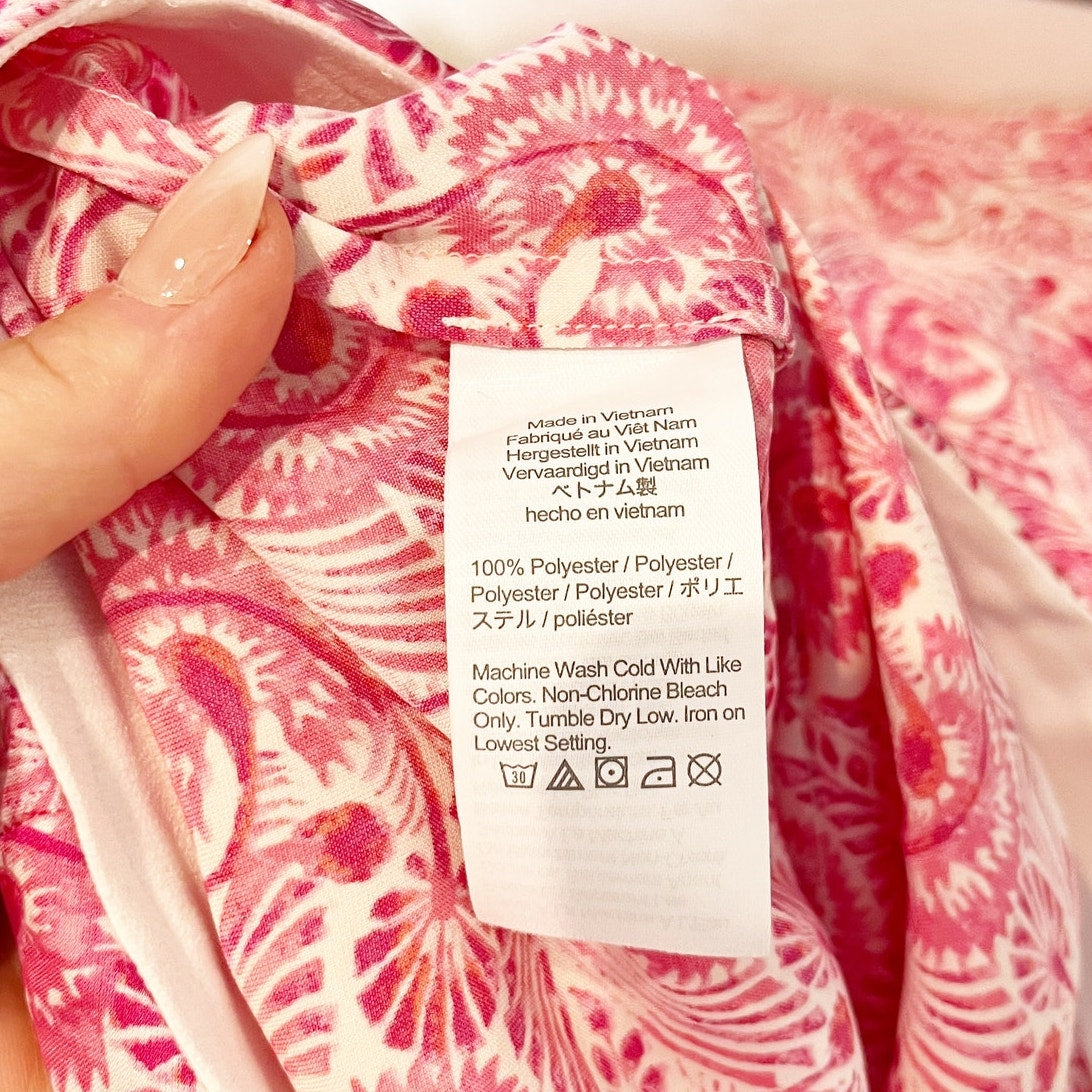 Made in Vietnam
Fabriqué au Viêt Nam
Hergestellt in Vietnam
Vervaardigd in Vietnam
ベトナム製
hecho en vietnam
100% Polyester / Polyester /
Polyester / Polyester / ポリエ
ステル / poliéster
Machine Wash Cold With Like
Colors. Non-Chlorine Bleach
Only. Tumble Dry Low. Iron on
Lowest Setting.
30